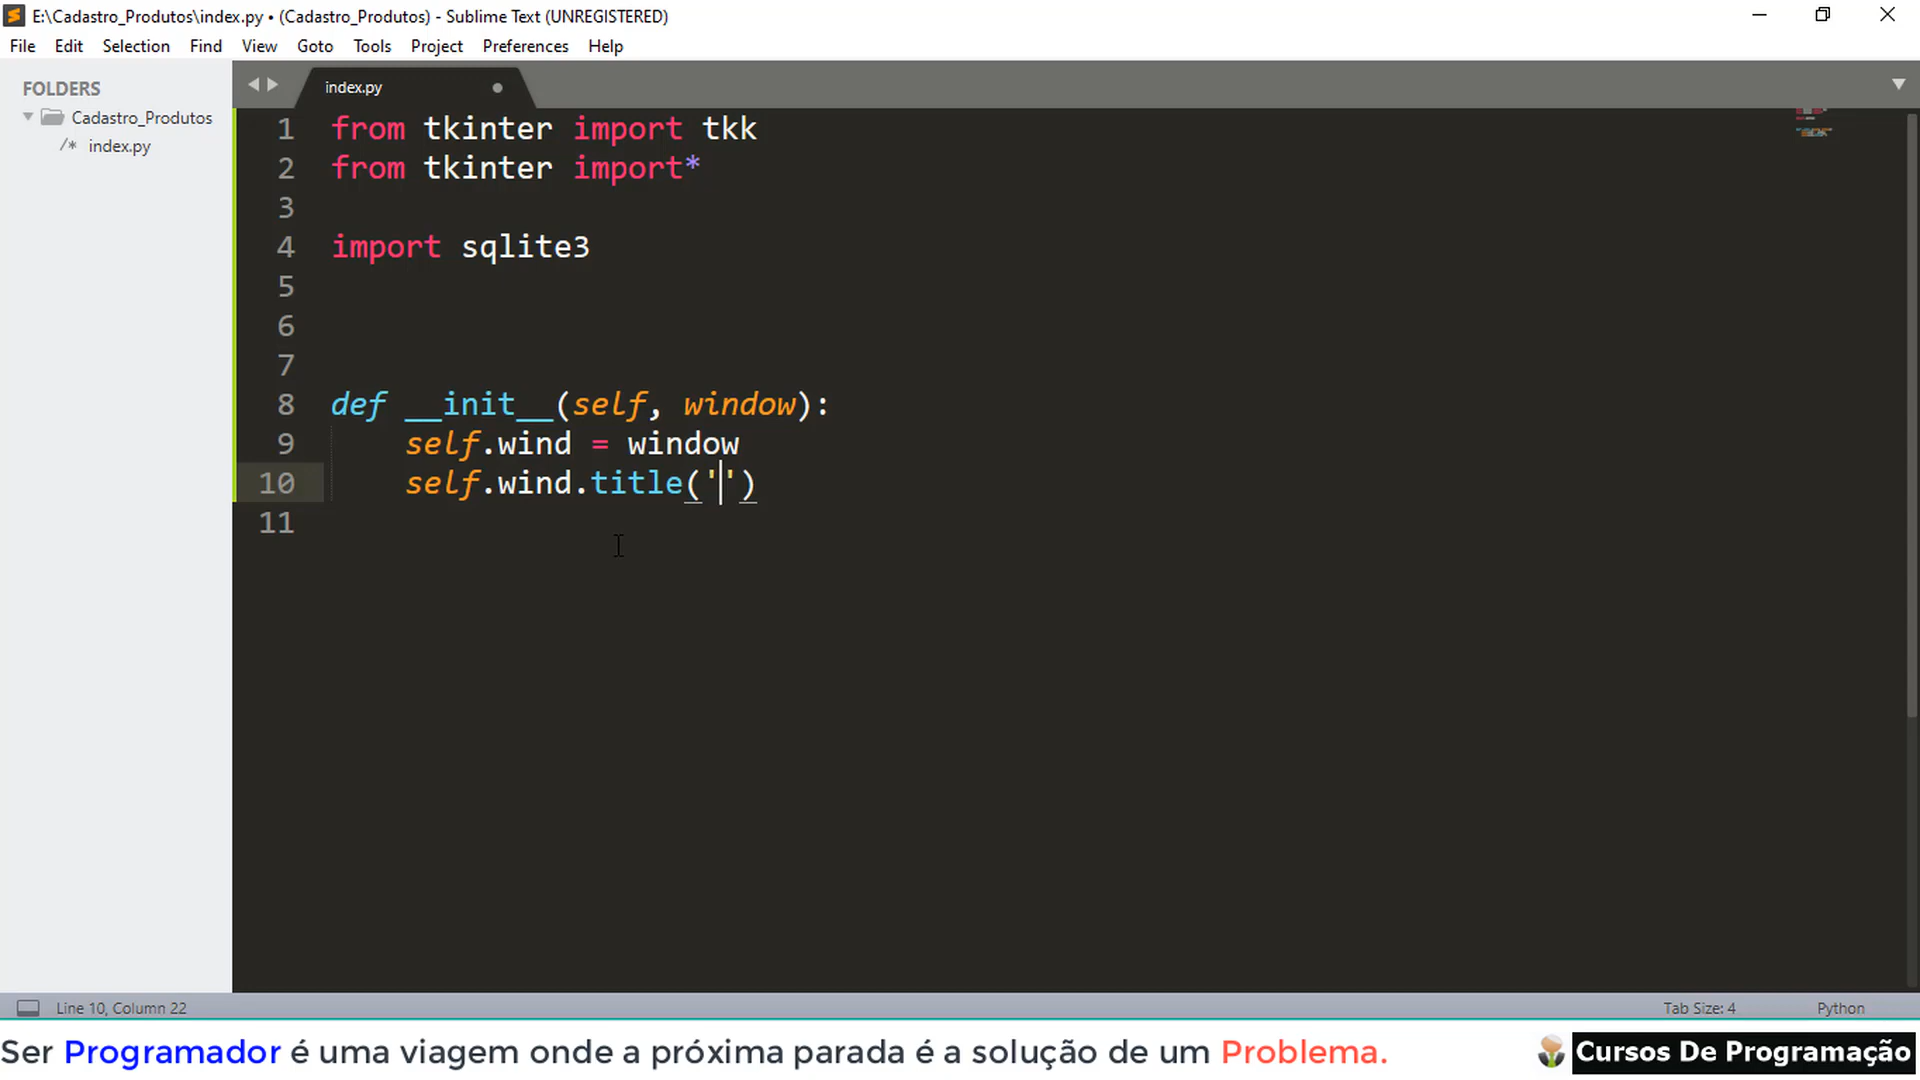 E:\Cadastro_Produtos\index.py • (Cadastro_Produtos) - Sublime Text (UNREGISTERED)
File Edit Selection Find View Goto Tools Project Preferences Help
FOLDERS
Cadastro_Produtos
/* index.py
index.py
1 from tkinter import tkk
2 from tkinter import*
3
4 import sqlite3
5
6
7
8 def __init__(self, window):
9 self.wind = window
10 self.wind.title('')
11
Line 10, Column 22
Tab Size: 4
Python
Ser Programador é uma viagem onde a próxima parada é a solução de um Problema.
Cursos De Programação